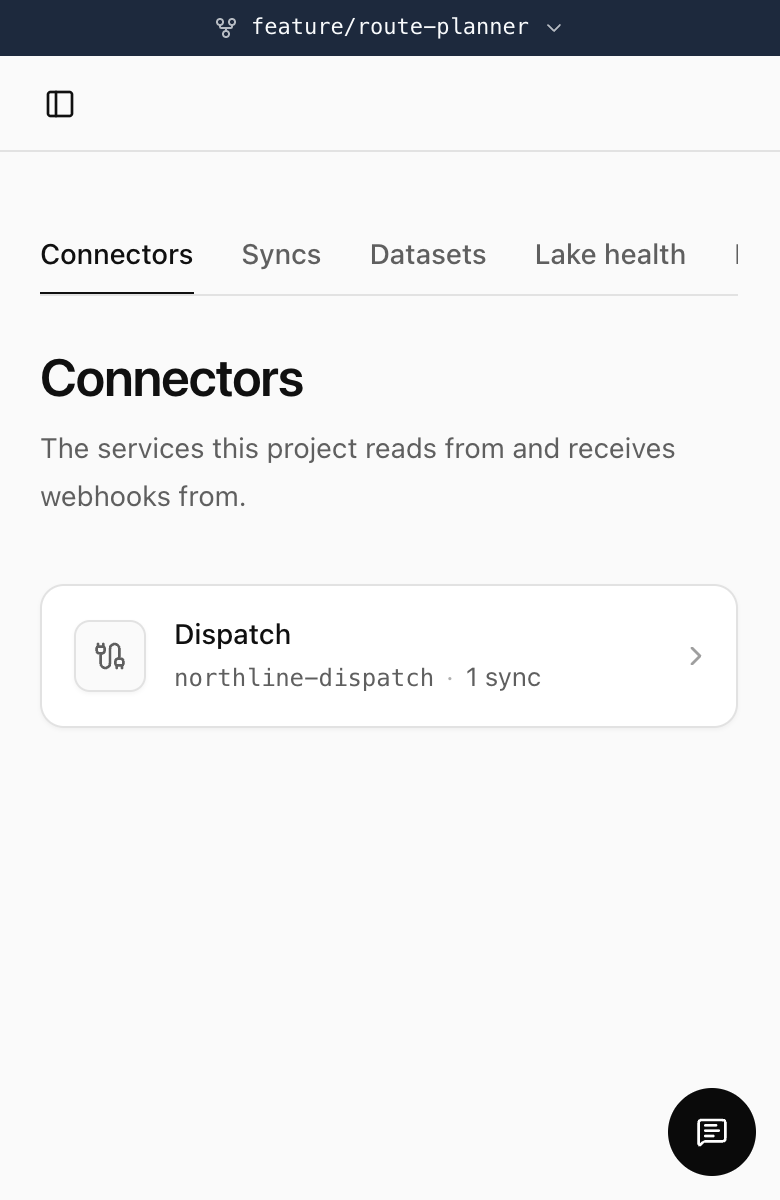 feature/route-planner
Connectors Syncs Datasets Lake health
Connectors
The services this project reads from and receives
webhooks from.
Dispatch
northline-dispatch · 1 sync